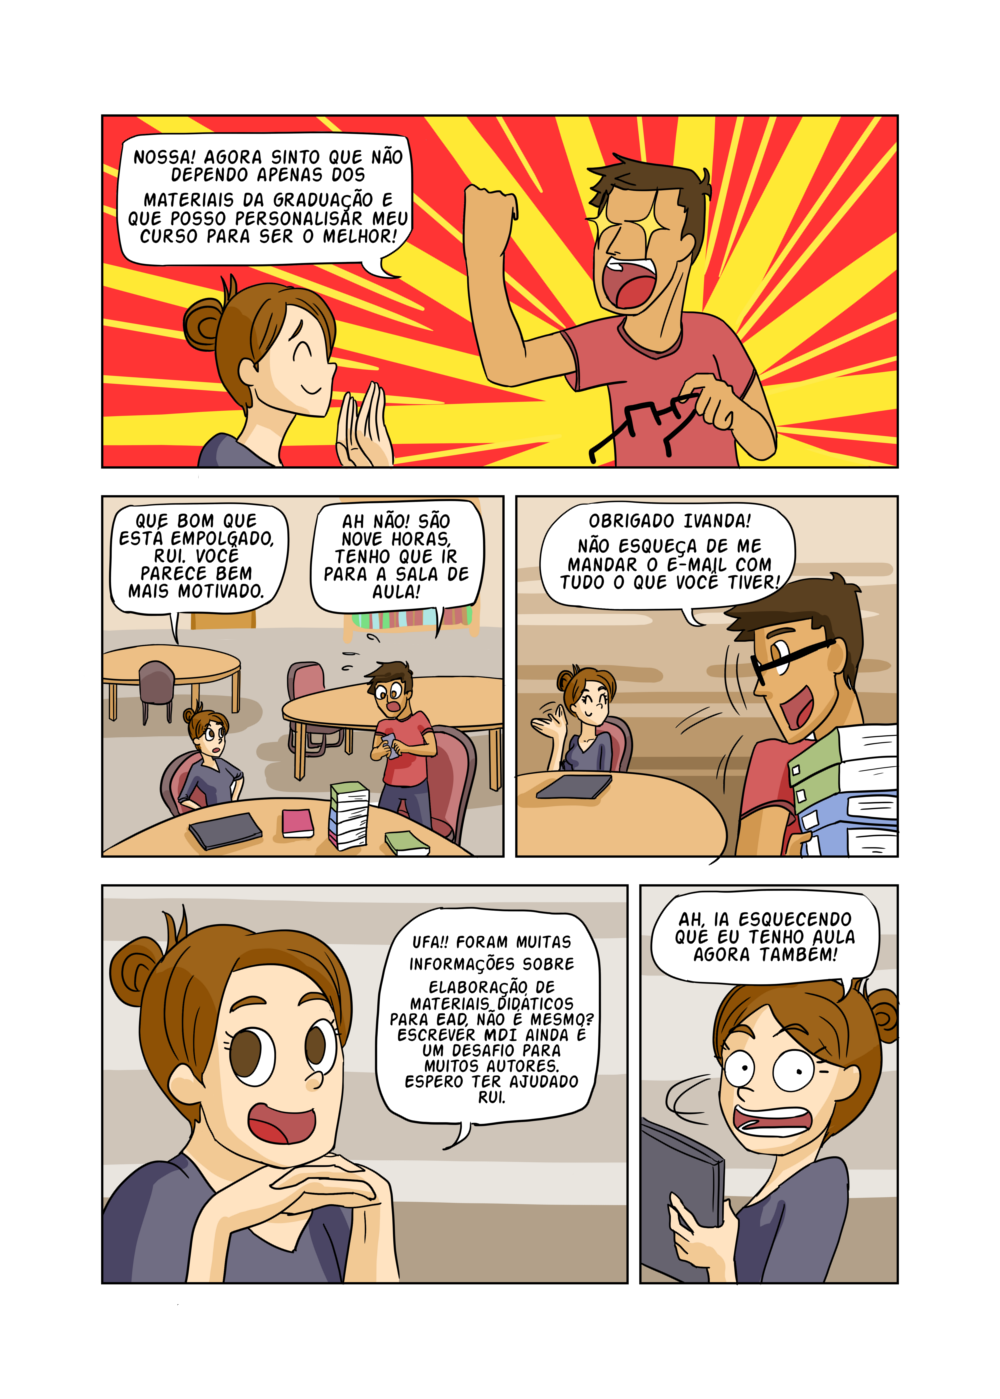 NOSSA! AGORA SINTO QUE NÃO
DEPENDO APENAS DOS
MATERIAIS DA GRADUAÇÃO E
QUE POSSO PERSONALISAR MEU
CURSO PARA SER O MELHOR!
QUE BOM QUE
ESTÁ EMPOLGADO,
RUI. VOCÊ
PARECE BEM
MAIS MOTIVADO.
AH NÃO! SÃO
NOVE HORAS,
TENHO QUE IR
PARA A SALA DE
AULA!
OBRIGADO IVANDA!
NÃO ESQUEÇA DE ME
MANDAR O E-MAIL COM
TUDO O QUE VOCÊ TIVER!
UFA!! FORAM MUITAS
INFORMAÇÕES SOBRE
ELABORAÇÃO DE
MATERIAIS DIDÁTICOS
PARA EAD, NÃO É MESMO?
ESCREVER MDI AINDA É
UM DESAFIO PARA
MUITOS AUTORES.
ESPERO TER AJUDADO
RUI.
AH, IA ESQUECENDO
QUE EU TENHO AULA
AGORA TAMBÉM!